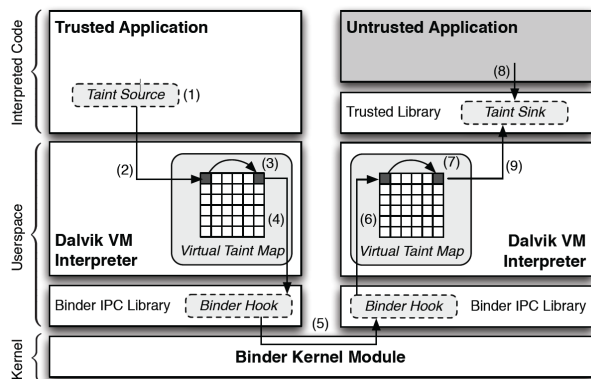 Interpreted Code
Trusted Application
Taint Source
(1)
(2)
Untrusted Application
(8)
Trusted Library
Taint Sink
(9)
Userspace
(3)
(4)
Virtual Taint Map
Dalvik VM
Interpreter
Binder IPC Library
Binder Hook
(5)
(7)
(6)
Virtual Taint Map
Dalvik VM
Interpreter
Binder Hook
Binder IPC Library
Kernel
Binder Kernel Module